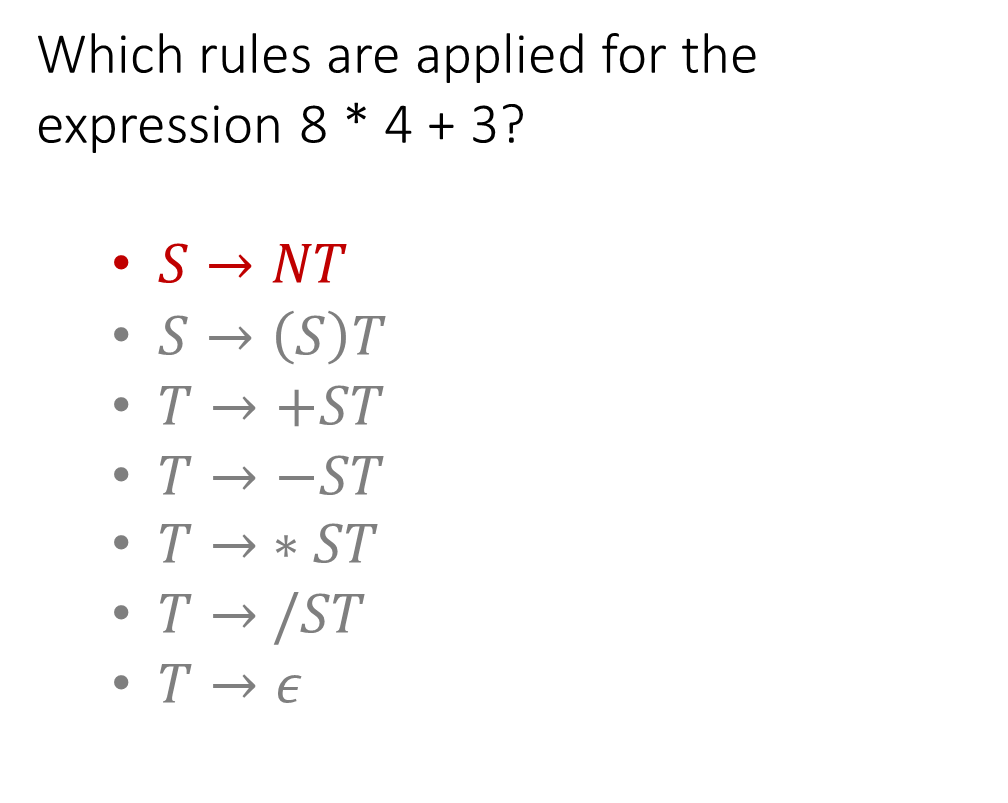 Which rules are applied for the
expression 8 * 4 + 3?
• S → NT
• S → (S)T
• T → +ST
• T → −ST
• T → * ST
• T → /ST
• T → ϵ